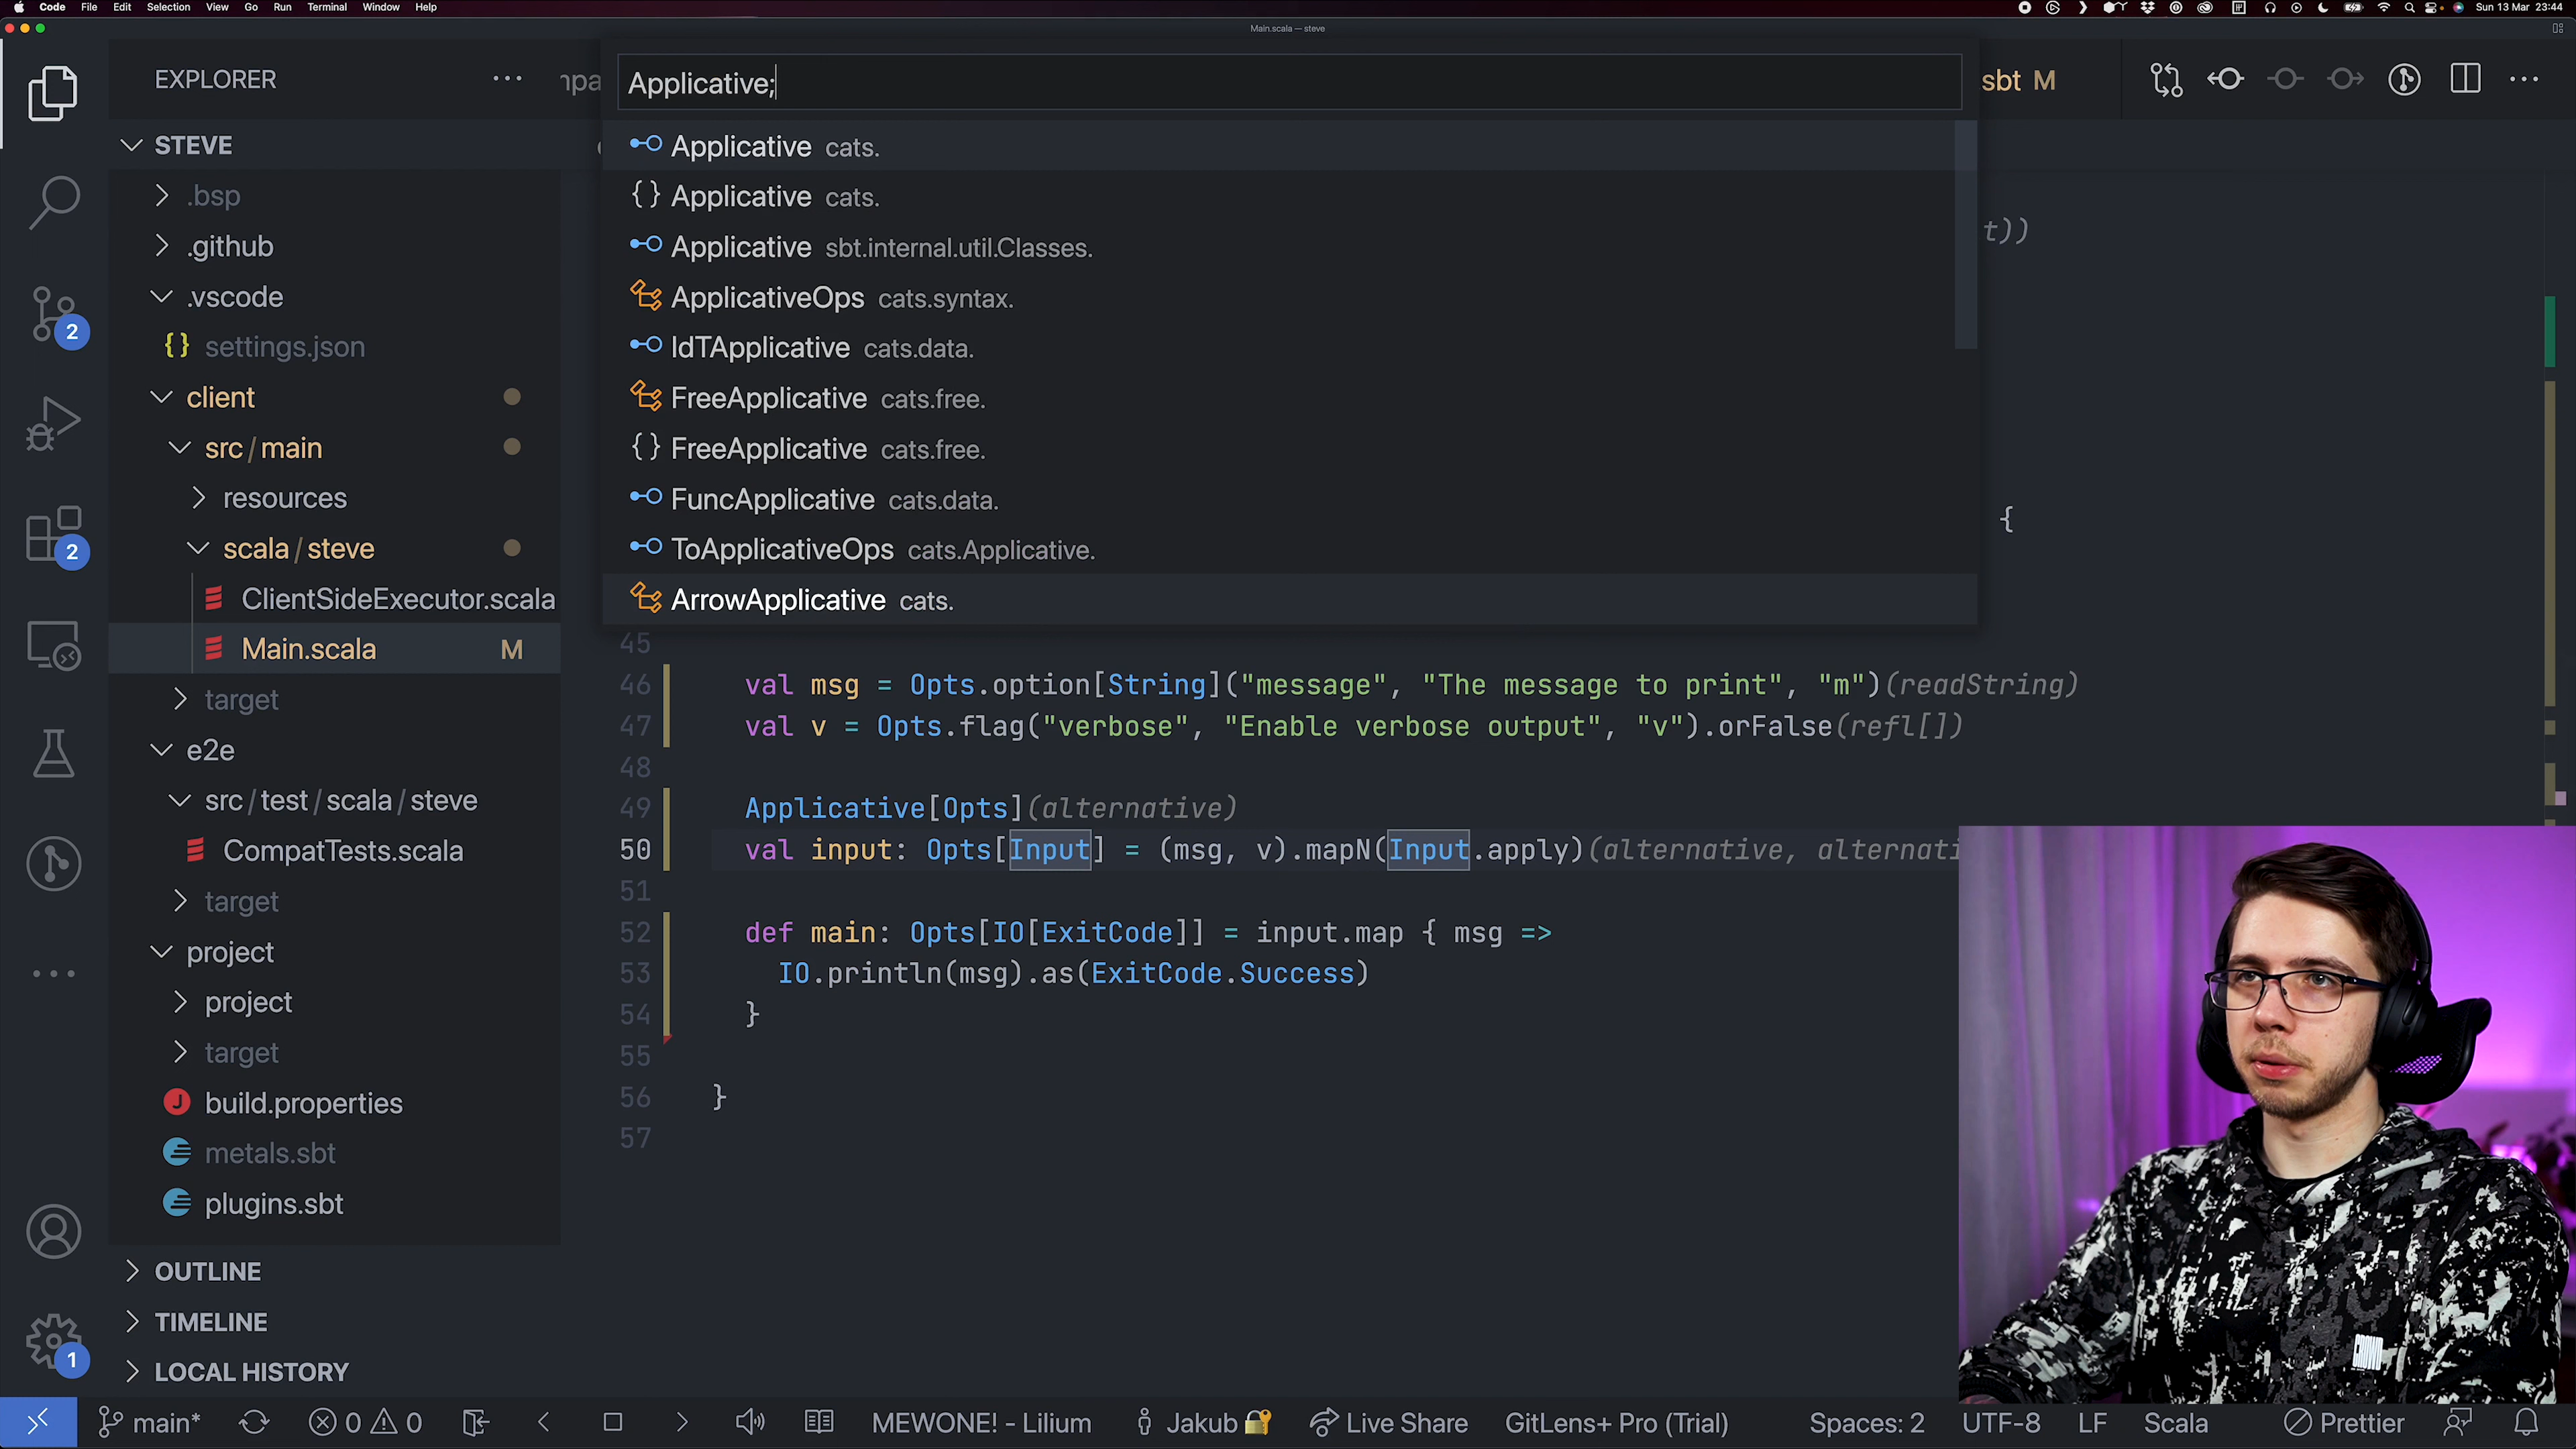 Code File Edit Selection View Go Run Terminal Window Help
Sun 13 Mar 23:44
Main.scala — steve
EXPLORER
Applicative;
sbt M
STEVE
.bsp
.github
.vscode
settings.json
client
src/main
resources
scala/steve
ClientSideExecutor.scala
Main.scala M
target
e2e
src/test/scala/steve
CompatTests.scala
target
project
project
target
build.properties
metals.sbt
plugins.sbt
OUTLINE
TIMELINE
LOCAL HISTORY
2
2
1
Applicative cats.
{} Applicative cats.
Applicative sbt.internal.util.Classes.
ApplicativeOps cats.syntax.
IdTApplicative cats.data.
FreeApplicative cats.free.
{} FreeApplicative cats.free.
FuncApplicative cats.data.
ToApplicativeOps cats.Applicative.
ArrowApplicative cats.
t))
{
45
46 val msg = Opts.option[String]("message", "The message to print", "m")(readString)
47 val v = Opts.flag("verbose", "Enable verbose output", "v").orFalse(refl[])
48
49 Applicative[Opts](alternative)
50 val input: Opts[Input] = (msg, v).mapN(Input.apply)(alternative, alternati
51
52 def main: Opts[IO[ExitCode]] = input.map { msg =>
53 IO.println(msg).as(ExitCode.Success)
54 }
55
56 }
57
main* 0 0 MEWONE! - Lilium Jakub Live Share GitLens+ Pro (Trial) Spaces: 2 UTF-8 LF Scala Prettier